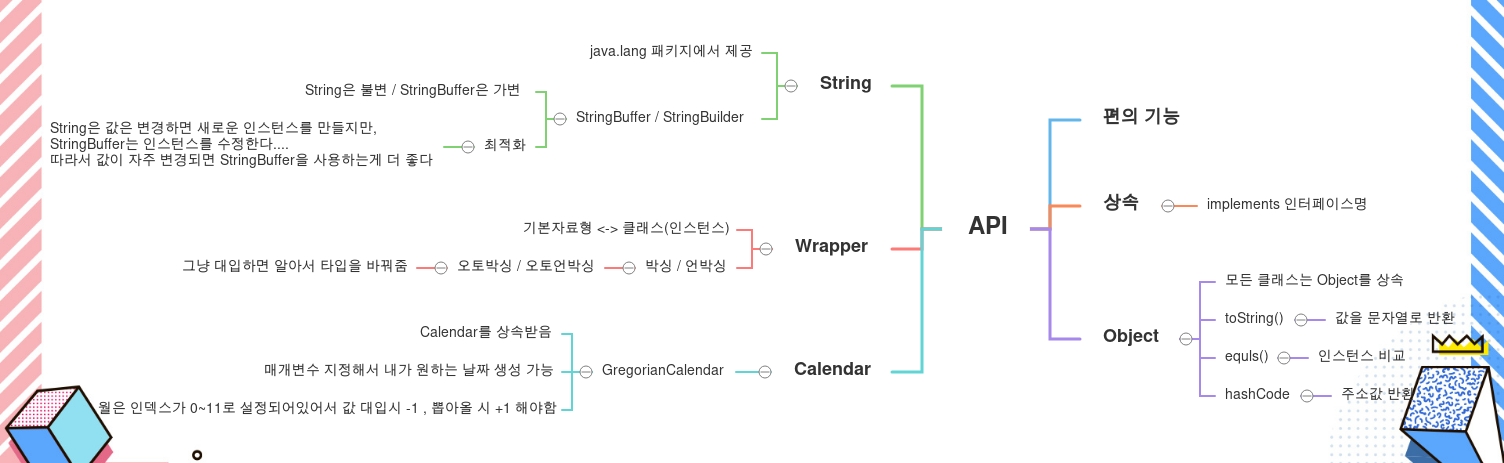 API
String
java.lang 패키지에서 제공
StringBuffer / StringBuilder
String은 불변 / StringBuffer은 가변
최적화
String은 값은 변경하면 새로운 인스턴스를 만들지만,
StringBuffer는 인스턴스를 수정한다....
따라서 값이 자주 변경되면 StringBuffer을 사용하는게 더 좋다
Wrapper
기본자료형 <-> 클래스(인스턴스)
박싱 / 언박싱
오토박싱 / 오토언박싱
그냥 대입하면 알아서 타입을 바꿔줌
Calendar
GregorianCalendar
Calendar를 상속받음
매개변수 지정해서 내가 원하는 날짜 생성 가능
월은 인덱스가 0~11로 설정되어있어서 값 대입시 -1 , 뽑아올 시 +1 해야함
편의 기능
상속
implements 인터페이스명
Object
모든 클래스는 Object를 상속
toString()
값을 문자열로 반환
equls()
인스턴스 비교
hashCode
주소값 반환